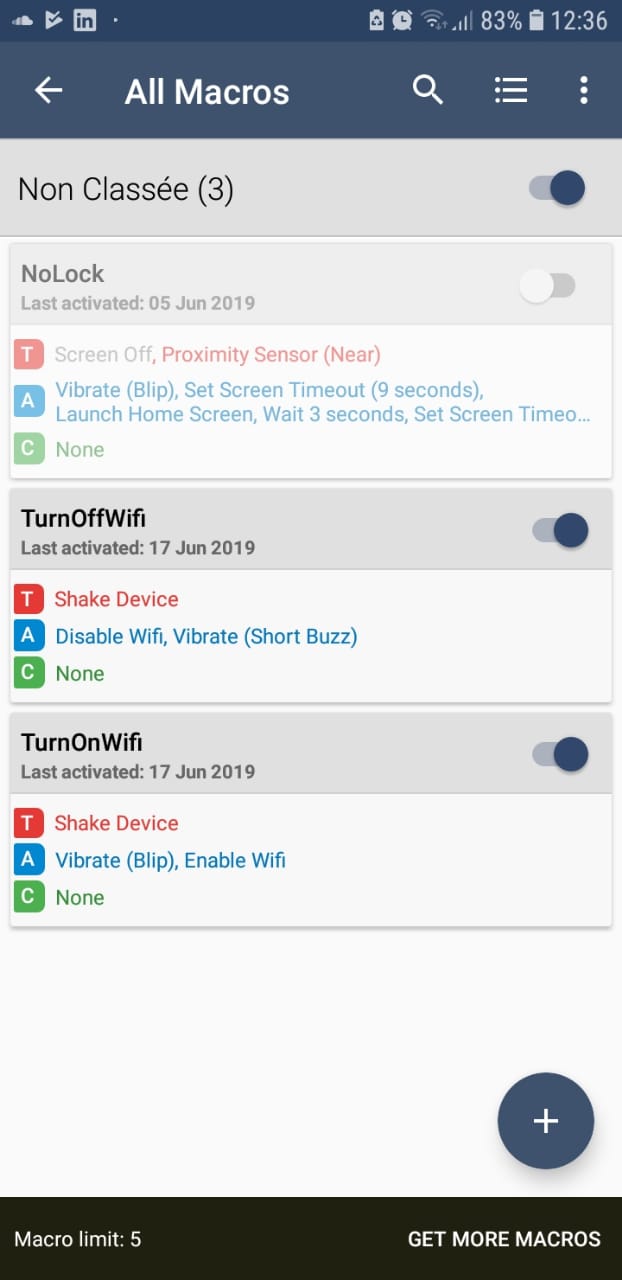 in 83% 12:36
All Macros
Non Classée (3)
NoLock
Last activated: 05 Jun 2019
T Screen Off, Proximity Sensor (Near)
A Vibrate (Blip), Set Screen Timeout (9 seconds),
Launch Home Screen, Wait 3 seconds, Set Screen Timeo...
C None
TurnOffWifi
Last activated: 17 Jun 2019
T Shake Device
A Disable Wifi, Vibrate (Short Buzz)
C None
TurnOnWifi
Last activated: 17 Jun 2019
T Shake Device
A Vibrate (Blip), Enable Wifi
C None
Macro limit: 5 GET MORE MACROS